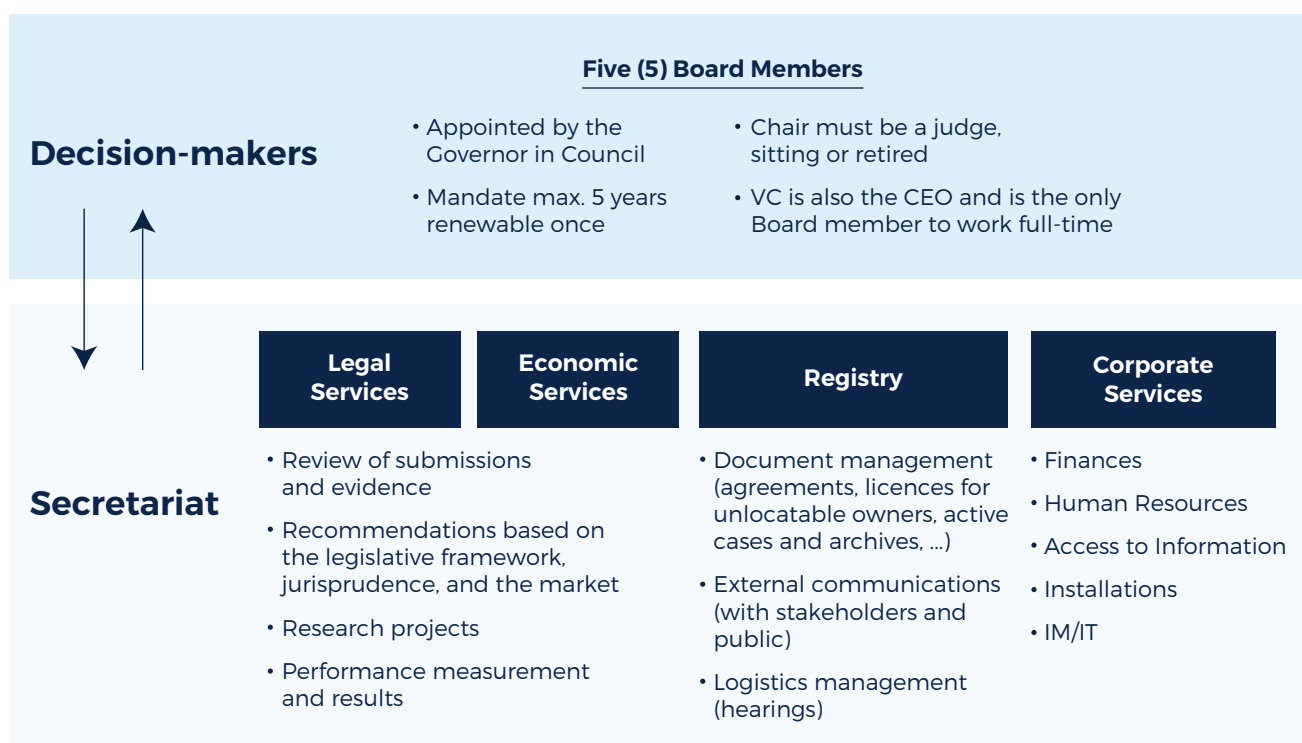 Five (5) Board Members
Decision-makers
• Appointed by the
Governor in Council
• Mandate max. 5 years
renewable once
• Chair must be a judge,
sitting or retired
• VC is also the CEO and is the only
Board member to work full-time
Secretariat
Legal
Services
Economic
Services
• Review of submissions
and evidence
• Recommendations based on
the legislative framework,
jurisprudence, and the market
• Research projects
• Performance measurement
and results
Registry
• Document management
(agreements, licences for
unlocatable owners, active
cases and archives, ...)
• External communications
(with stakeholders and
public)
• Logistics management
(hearings)
Corporate
Services
• Finances
• Human Resources
• Access to Information
• Installations
• IM/IT